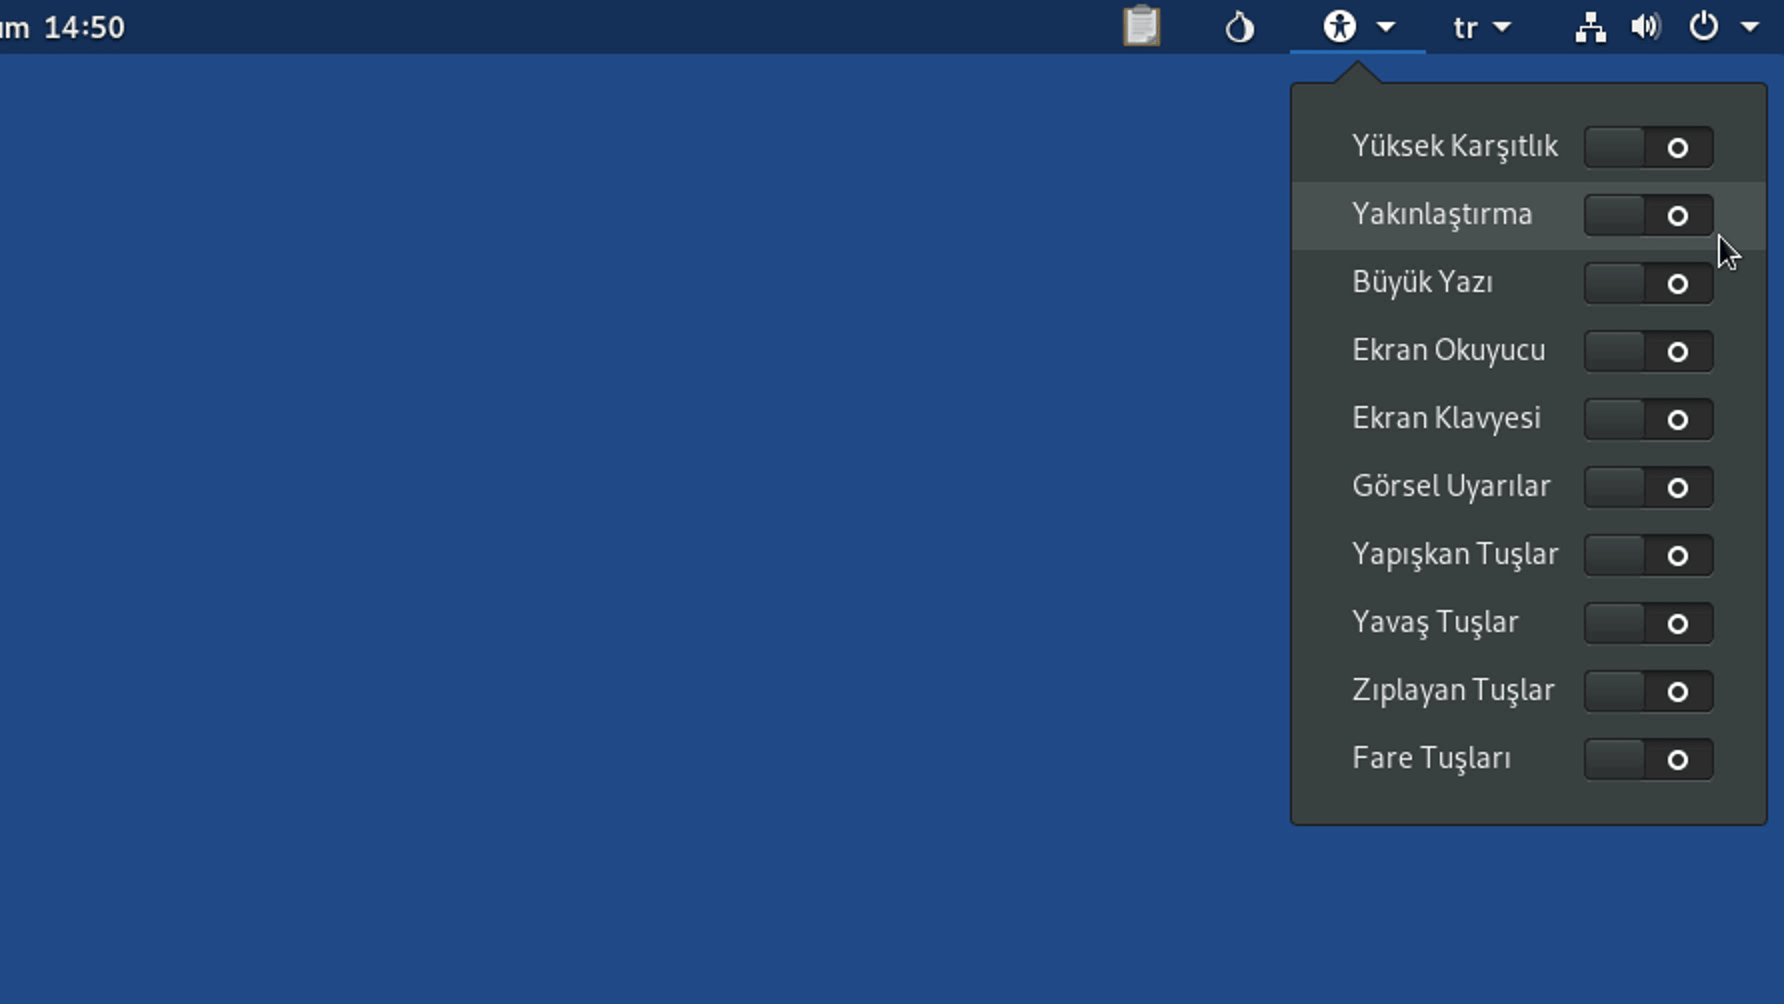 14:50
tr
Yüksek Karşıtlık
Yakınlaştırma
Büyük Yazı
Ekran Okuyucu
Ekran Klavyesi
Görsel Uyarılar
Yapışkan Tuşlar
Yavaş Tuşlar
Zıplayan Tuşlar
Fare Tuşları